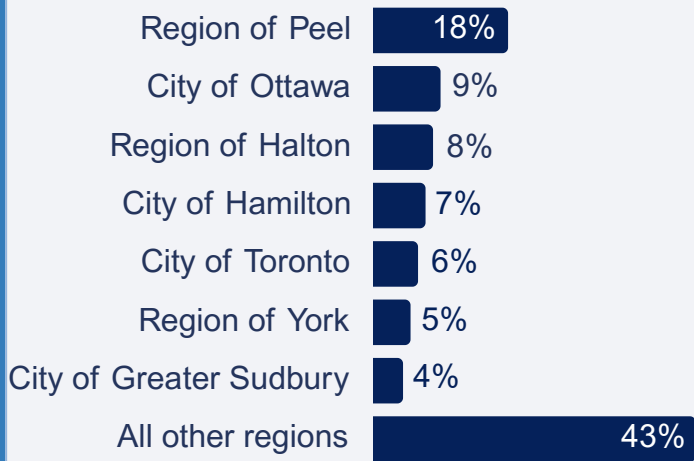 Region of Peel 18%
City of Ottawa 9%
Region of Halton 8%
City of Hamilton 7%
City of Toronto 6%
Region of York 5%
City of Greater Sudbury 4%
All other regions 43%